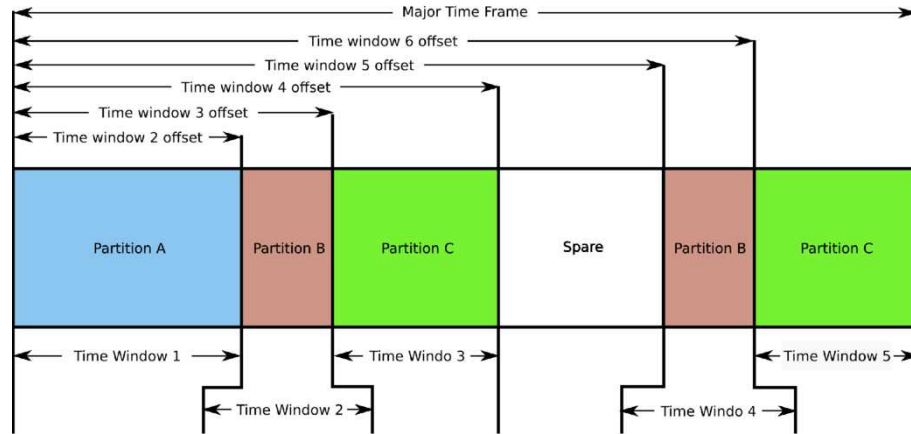 Major Time Frame
Time window 6 offset
Time window 5 offset
Time window 4 offset
Time window 3 offset
Time window 2 offset
Partition A Partition B Partition C Spare Partition B Partition C
Time Window 1 Time Windo 3 Time Window 5
Time Window 2 Time Windo 4